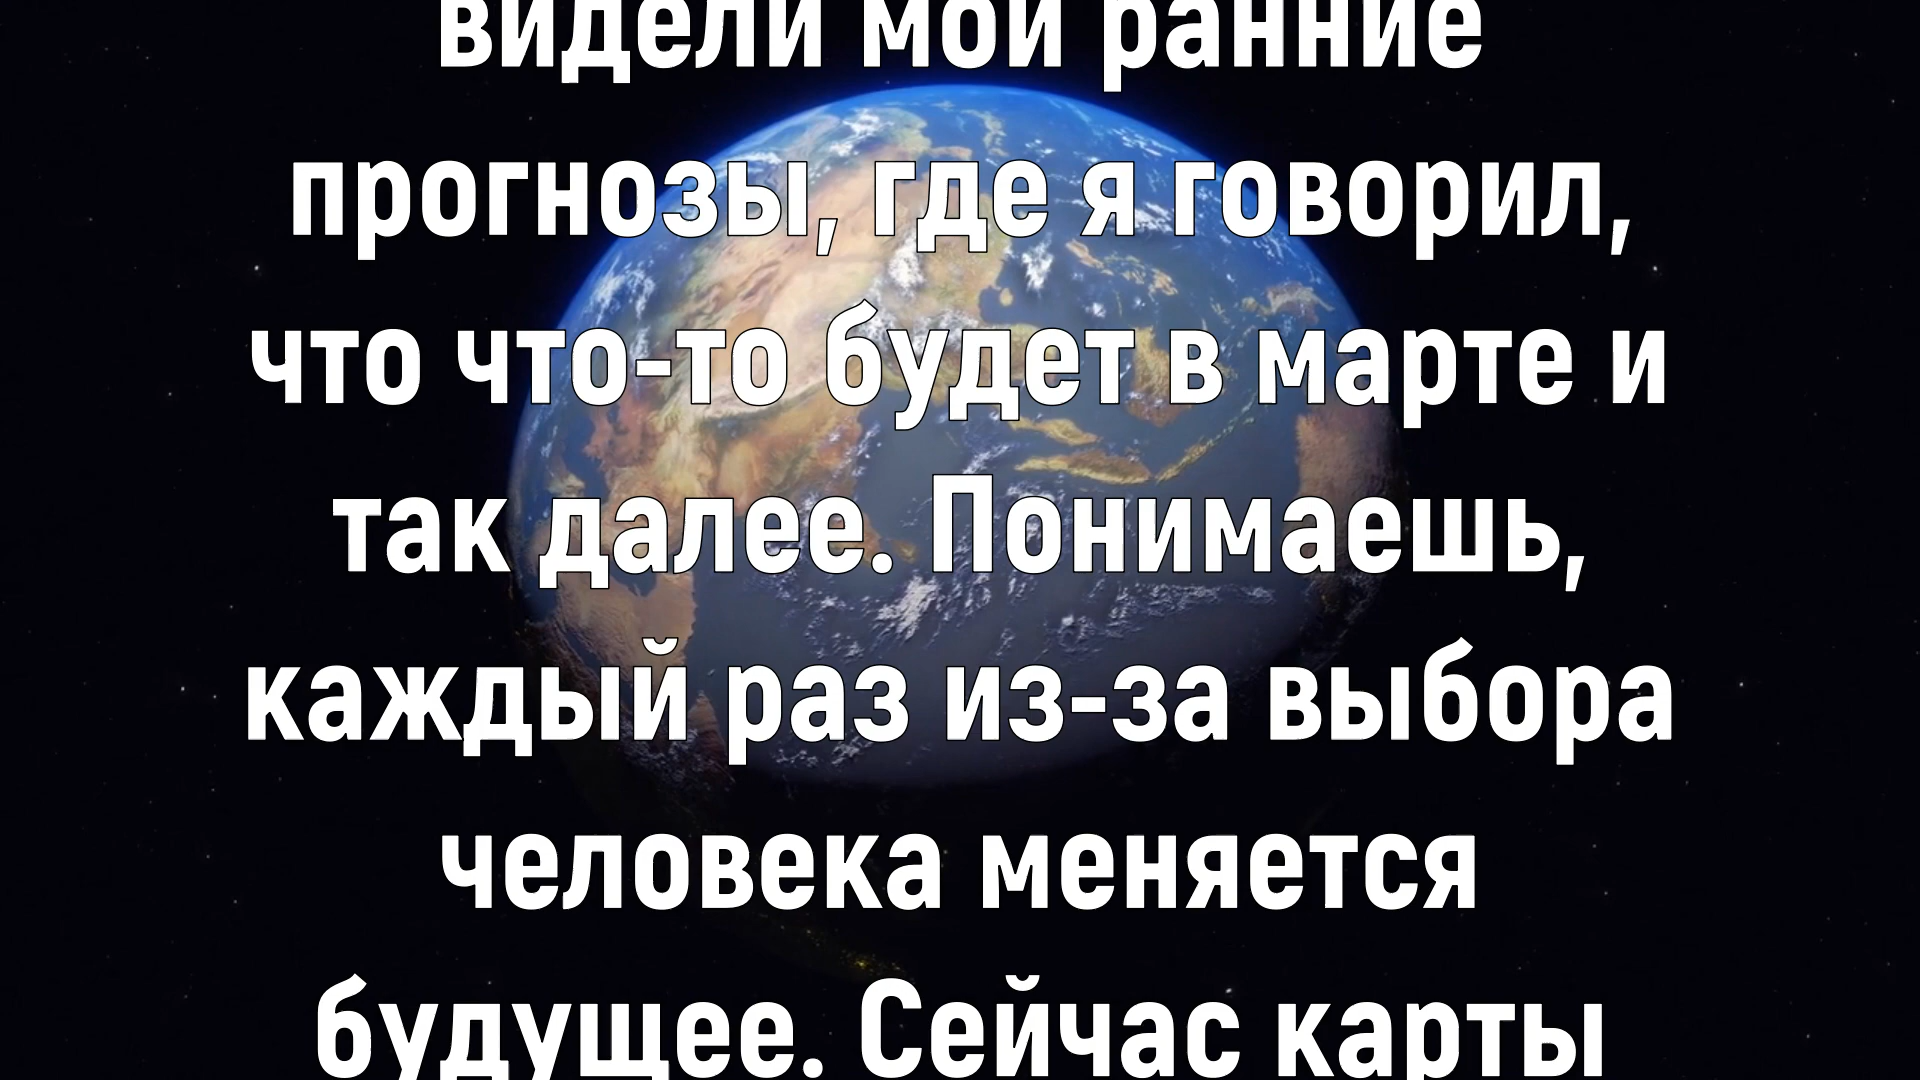 видели мои ранние
прогнозы, где я говорил,
что что-то будет в марте и
так далее. Понимаешь,
каждый раз из-за выбора
человека меняется
будущее. Сейчас карты